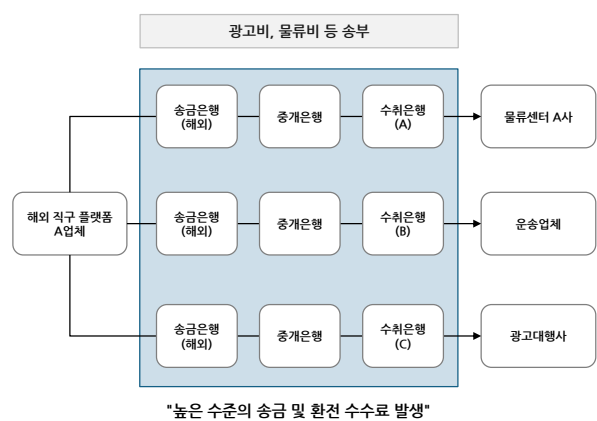 광고비, 물류비 등 송부
송금은행
(해외)
중개은행
수취은행
(A)
물류센터 A사
해외 직구 플랫폼
A업체
송금은행
(해외)
중개은행
수취은행
(B)
운송업체
송금은행
(해외)
중개은행
수취은행
(C)
광고대행사
"높은 수준의 송금 및 환전 수수료 발생"